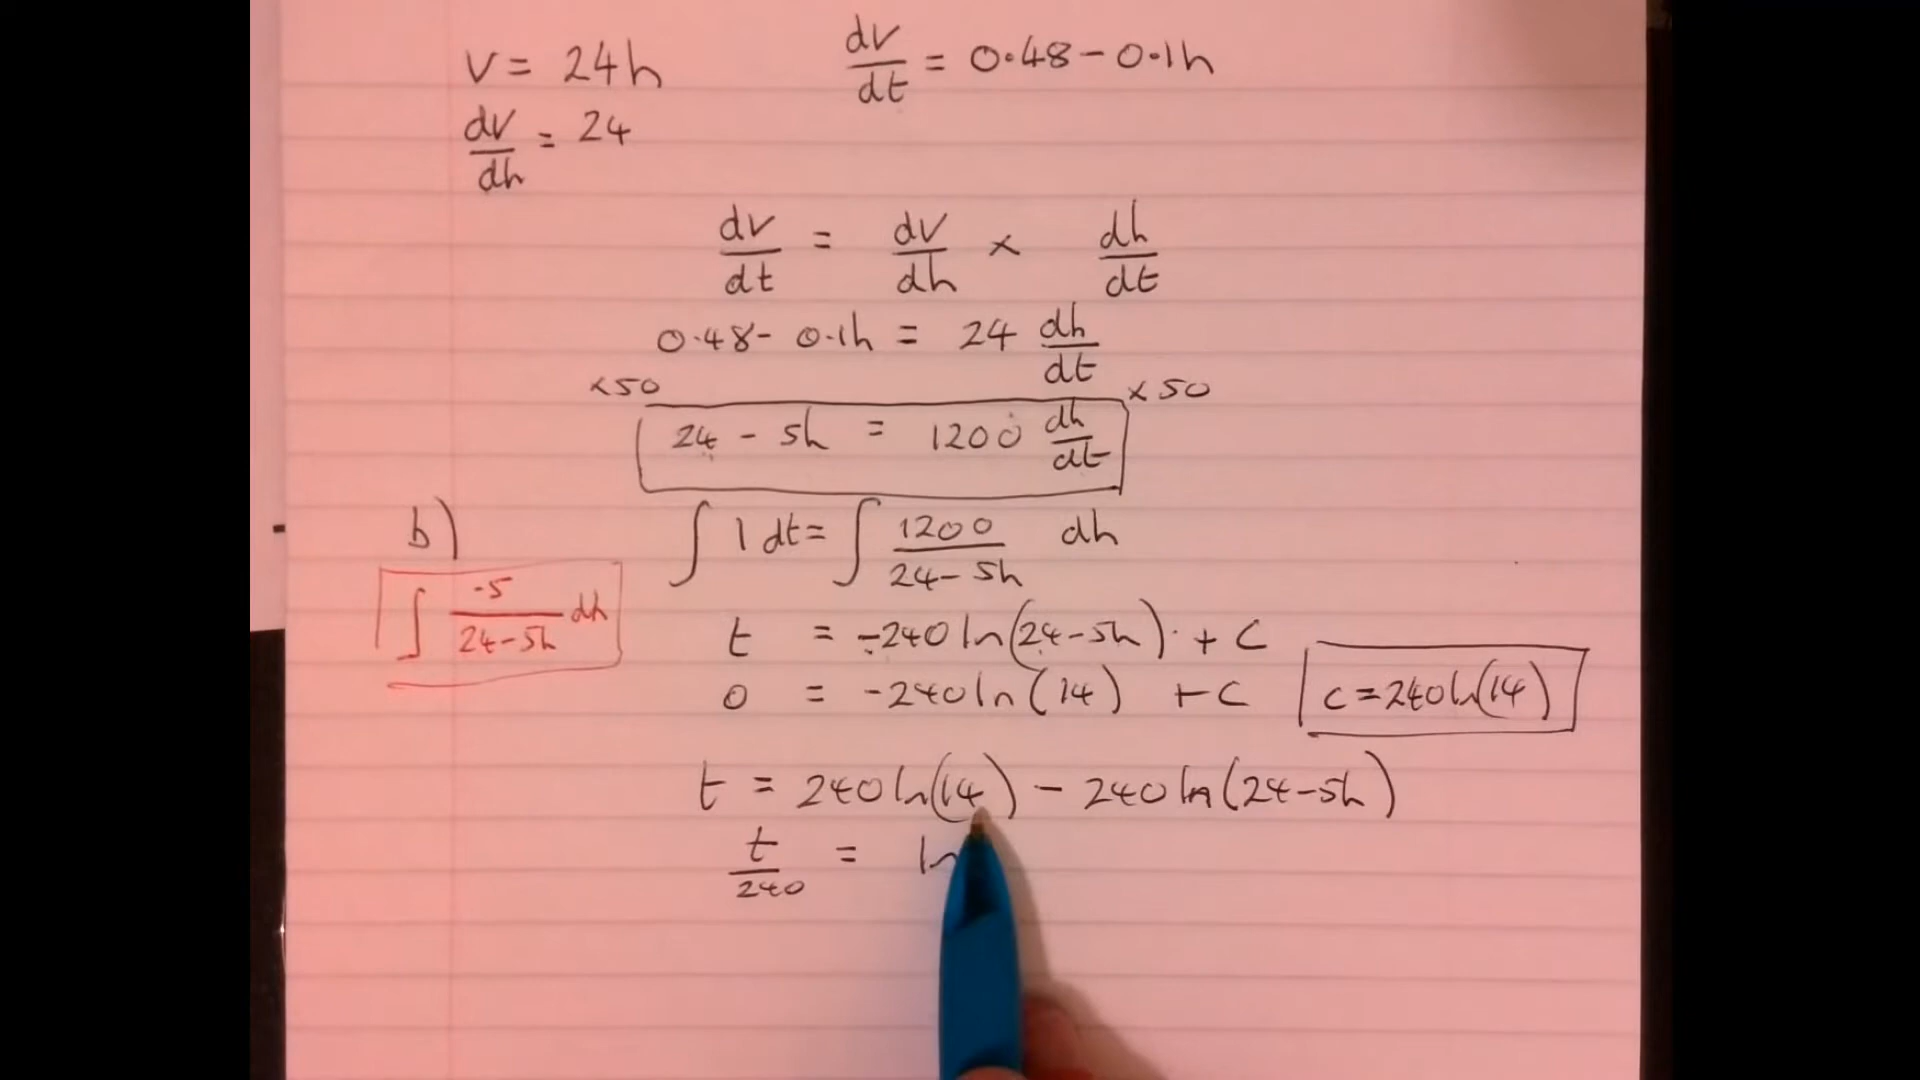 V = 24h
dV/dt = 0.48 - 0.1h
dV/dh = 24
dV/dt = dV/dh × dh/dt
0.48 - 0.1h = 24 dh/dt
×50 ×50
24 - 5h = 1200 dh/dt
b)
∫ 1 dt = ∫ 1200/(24 - 5h) dh
∫ -5/(24 - 5h) dh
t = -240 ln(24 - 5h) + C
0 = -240 ln(14) + C
C = 240 ln(14)
t = 240 ln(14) - 240 ln(24 - 5h)
t/240 = ln